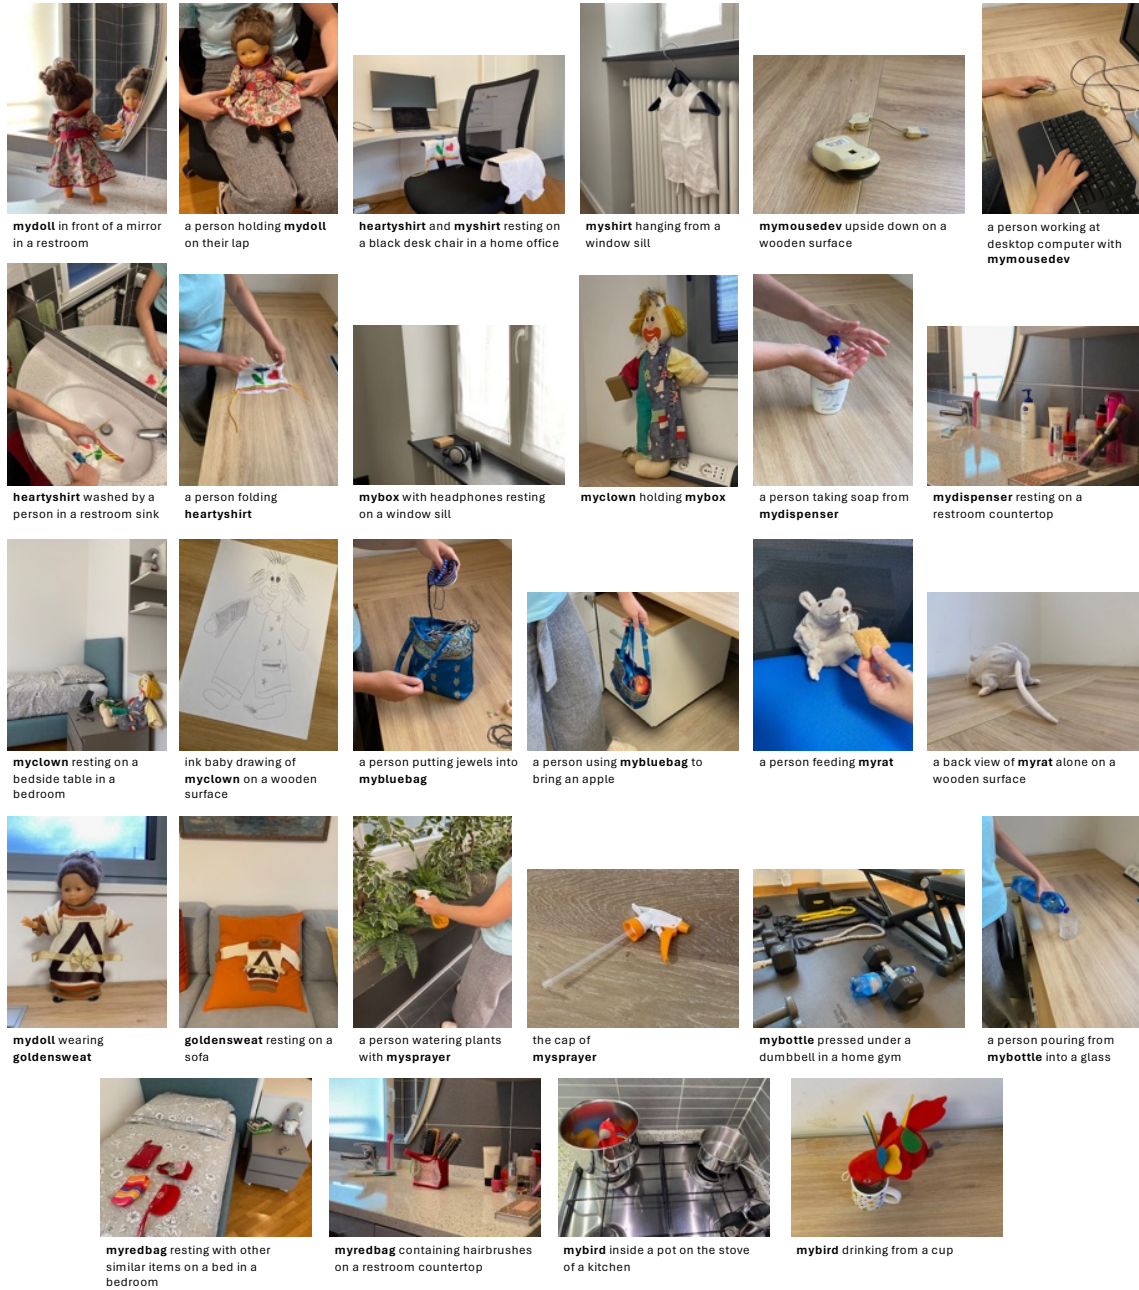 mydoll in front of a mirror
in a restroom
a person holding mydoll
on their lap
heartyshirt and myshirt resting on
a black desk chair in a home office
myshirt hanging from a
window sill
mymousedev upside down on a
wooden surface
a person working at
desktop computer with
mymousedev
heartyshirt washed by a
person in a restroom sink
a person folding
heartyshirt
mybox with headphones resting
on a window sill
myclown holding mybox
a person taking soap from
mydispenser
mydispenser resting on a
restroom countertop
myclown resting on a
bedside table in a
bedroom
ink baby drawing of
myclown on a wooden
surface
a person putting jewels into
mybluebag
a person using mybluebag to
bring an apple
a person feeding myrat
a back view of myrat alone on a
wooden surface
mydoll wearing
goldensweat
goldensweat resting on a
sofa
a person watering plants
with mysprayer
the cap of
mysprayer
mybottle pressed under a
dumbbell in a home gym
a person pouring from
mybottle into a glass
myredbag resting with other
similar items on a bed in a
bedroom
myredbag containing hairbrushes
on a restroom countertop
mybird inside a pot on the stove
of a kitchen
mybird drinking from a cup